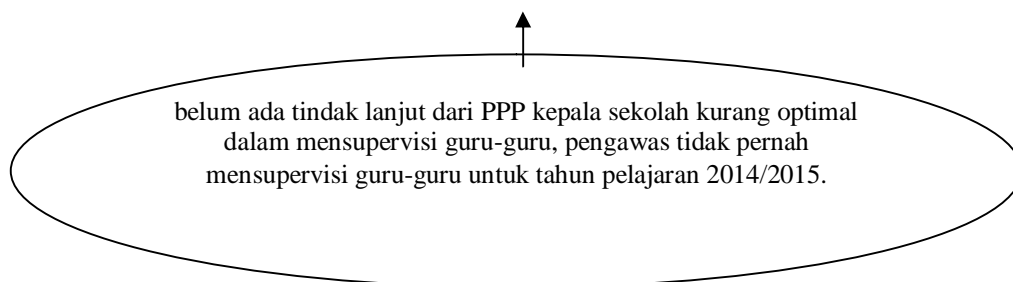 belum ada tindak lanjut dari PPP kepala sekolah kurang optimal
dalam mensupervisi guru-guru, pengawas tidak pernah
mensupervisi guru-guru untuk tahun pelajaran 2014/2015.